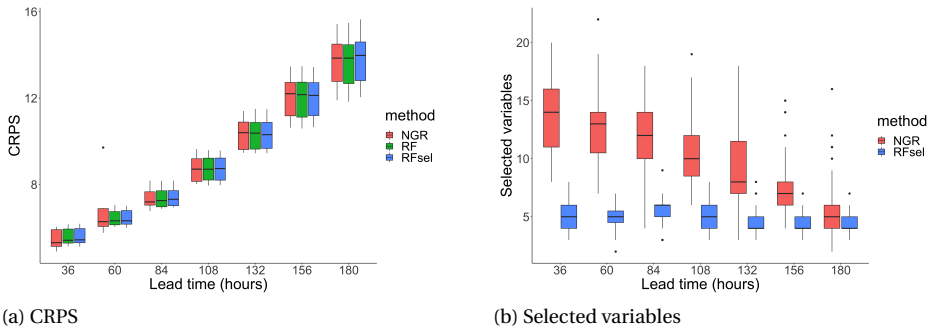 16
12
8
CRPS
36 60 84 108 132 156 180
Lead time (hours)
method
NGR
RF
RFsel
(a) CRPS
20
15
10
5
Selected variables
36 60 84 108 132 156 180
Lead time (hours)
method
NGR
RFsel
(b) Selected variables